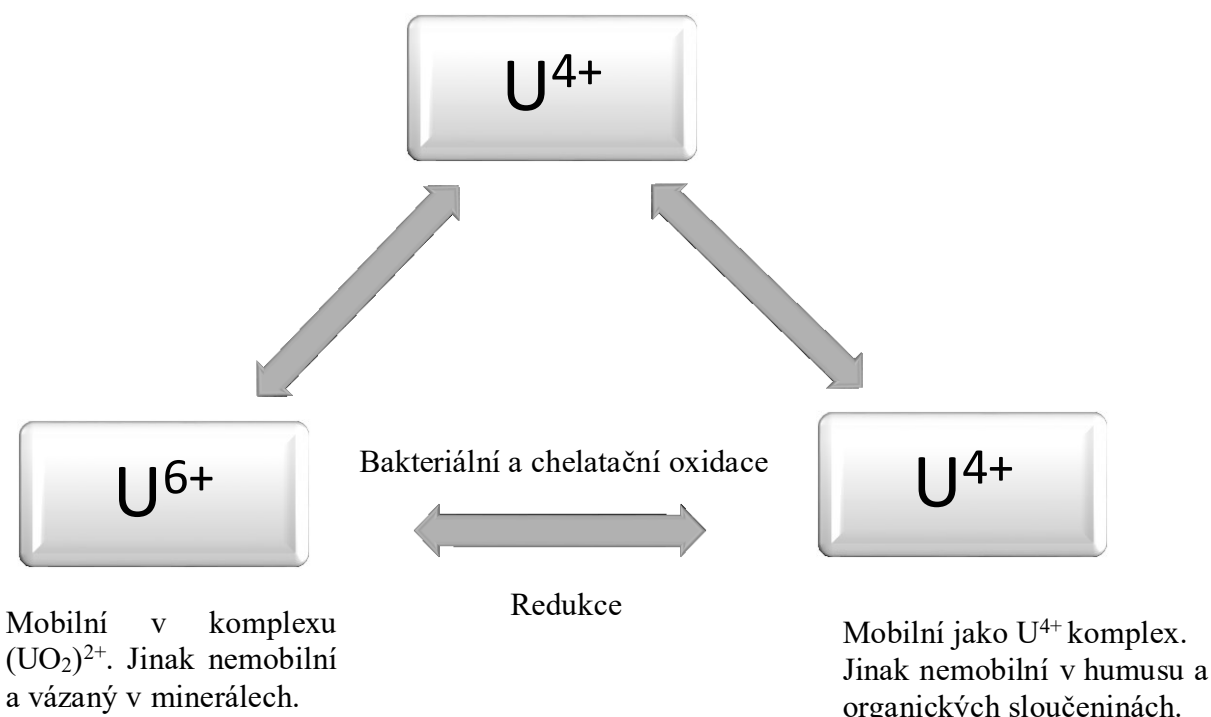 U⁴⁺
U⁶⁺
Bakteriální a chelatační oxidace
U⁴⁺
Redukce
Mobilní v komplexu
(UO₂)²⁺. Jinak nemobilní
a vázaný v minerálech.
Mobilní jako U⁴⁺ komplex.
Jinak nemobilní v humusu a
organických sloučeninách.